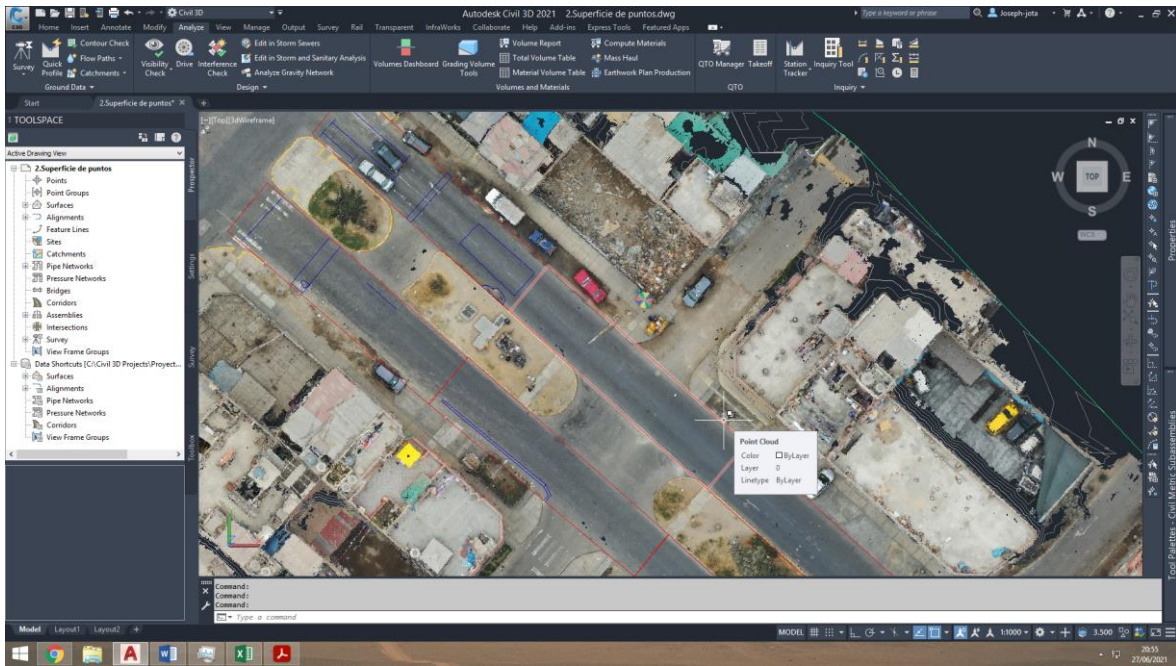 Civil 3D
Autodesk Civil 3D 2021 2.Superficie de puntos.dwg
Type a keyword or phrase
Joseph-jota
Home Insert Annotate Modify Analyze View Manage Output Survey Rail Transparent InfraWorks Collaborate Help Add-ins Express Tools Featured Apps
Survey
Quick Profile
Contour Check
Flow Paths
Catchments
Ground Data
Visibility Check
Drive
Interference Check
Edit in Storm Sewers
Edit in Storm and Sanitary Analysis
Analyze Gravity Network
Design
Volumes Dashboard
Grading Volume Tools
Volume Report
Total Volume Table
Material Volume Table
Compute Materials
Mass Haul
Earthwork Plan Production
Volumes and Materials
QTO Manager
Takeoff
QTO
Station Tracker
Inquiry Tool
Inquiry
Start
2.Superficie de puntos*
TOOLSPACE
Active Drawing View
2.Superficie de puntos
Points
Point Groups
Surfaces
Alignments
Feature Lines
Sites
Catchments
Pipe Networks
Pressure Networks
Bridges
Corridors
Assemblies
Intersections
Survey
View Frame Groups
Data Shortcuts [C:\Civil 3D Projects\Proyect...
Surfaces
Alignments
Pipe Networks
Pressure Networks
Corridors
View Frame Groups
Prospector
Settings
Survey
Toolbox
[-][Top][3dWireframe]
N
W
TOP
E
S
WCS
Point Cloud
Color ByLayer
Layer 0
Linetype ByLayer
Properties
Tool Palettes - Civil Metric Subassemblies
Command:
Command:
Command:
Type a command
Model Layout1 Layout2 +
MODEL
1:1000
3.500
20:55
27/06/2021